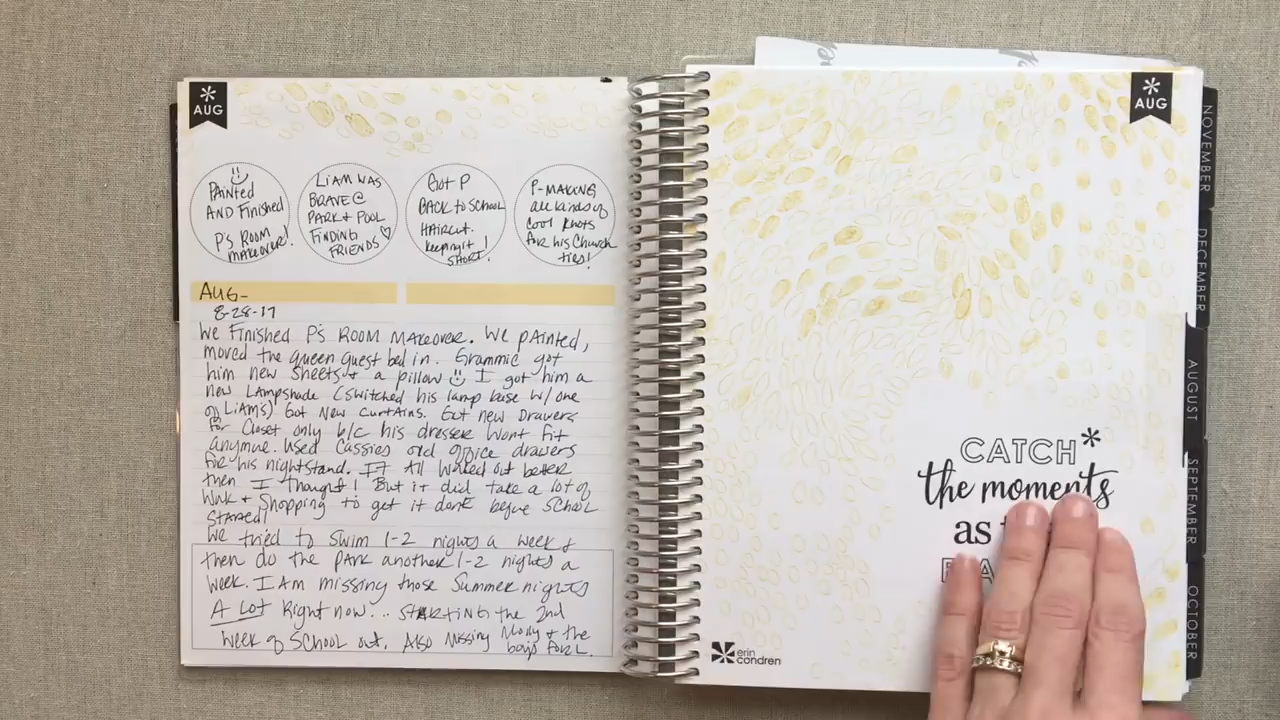 AUG
PAINTED
AND FINISHED
P'S ROOM
MAKEOVER!
LIAM WAS
BRAVE @
PARK + POOL
FINDING
FRIENDS
GOT P
BACK to SCHOOL
HAIRCUT.
keeping it
SHORT!
P-MAKING
all kinds of
COOL KNOTS
for his Church
ties!
AUG-
8-28-17
We FINISHED P'S ROOM MAKEOVER. We PAINTED,
moved the queen guest bed in. Grammie got
him new sheets + a pillow I got him a
new Lampshade (switched his lamp base w/one
of LIAM'S) Got New Curtains. Got new Drawers
for Closet only b/c his dresser wont fit
anymore. Used Cassies old office drawers
for his nightstand. IT All worked out better
then I thought! But it did take a lot of
work + Shopping to get it done before SCHOOL
STARTED!
We tried to Swim 1-2 nights a week +
then do the PARK another 1-2 nights a
week. I AM missing those Summer nights
A LOT Right now... STARTING the 2nd
week of SCHOOL out. Also Missing + the
boys
AUG
CATCH*
the moments
as
erin
condren
NOVEMBER
DECEMBER
AUGUST
SEPTEMBER
OCTOBER